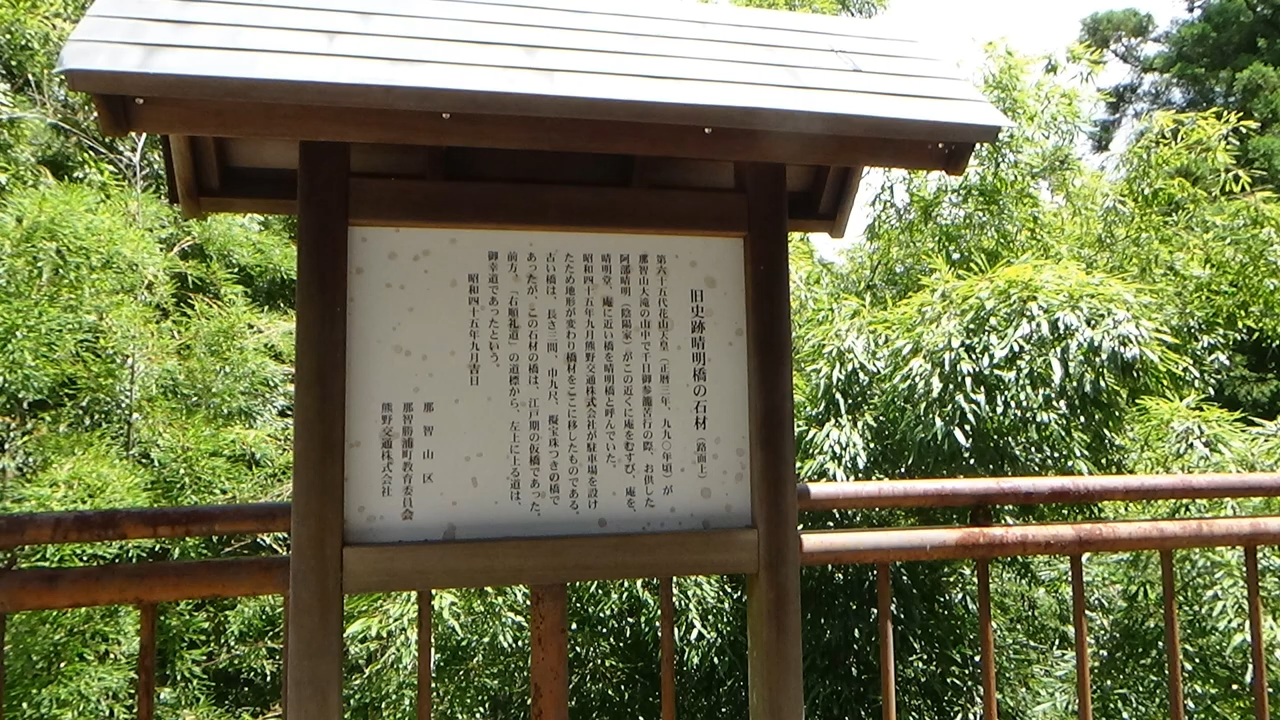 旧史跡晴明橋の石材（路面上）
第六十五代花山天皇（正暦三年、九九〇年頃）が
那智山大滝の山中で千日御参籠苦行の際、お供した
阿部晴明（陰陽家）がこの近くに庵をむすび、庵を
晴明堂、庵に近い橋を晴明橋と呼んでいた。
昭和四十五年九月熊野交通株式会社が駐車場を設け
たため地形が変わり橋材をここに移したものである。
古い橋は、長さ三間、巾九尺、擬宝珠つきの橋で
あったが、この石材の橋は、江戸期の仮橋であった。
前方、「右順礼道」の道標から、左上に上る道は、
御幸道であったという。
昭和四十五年九月吉日
那智山区
那智勝浦町教育委員会
熊野交通株式会社